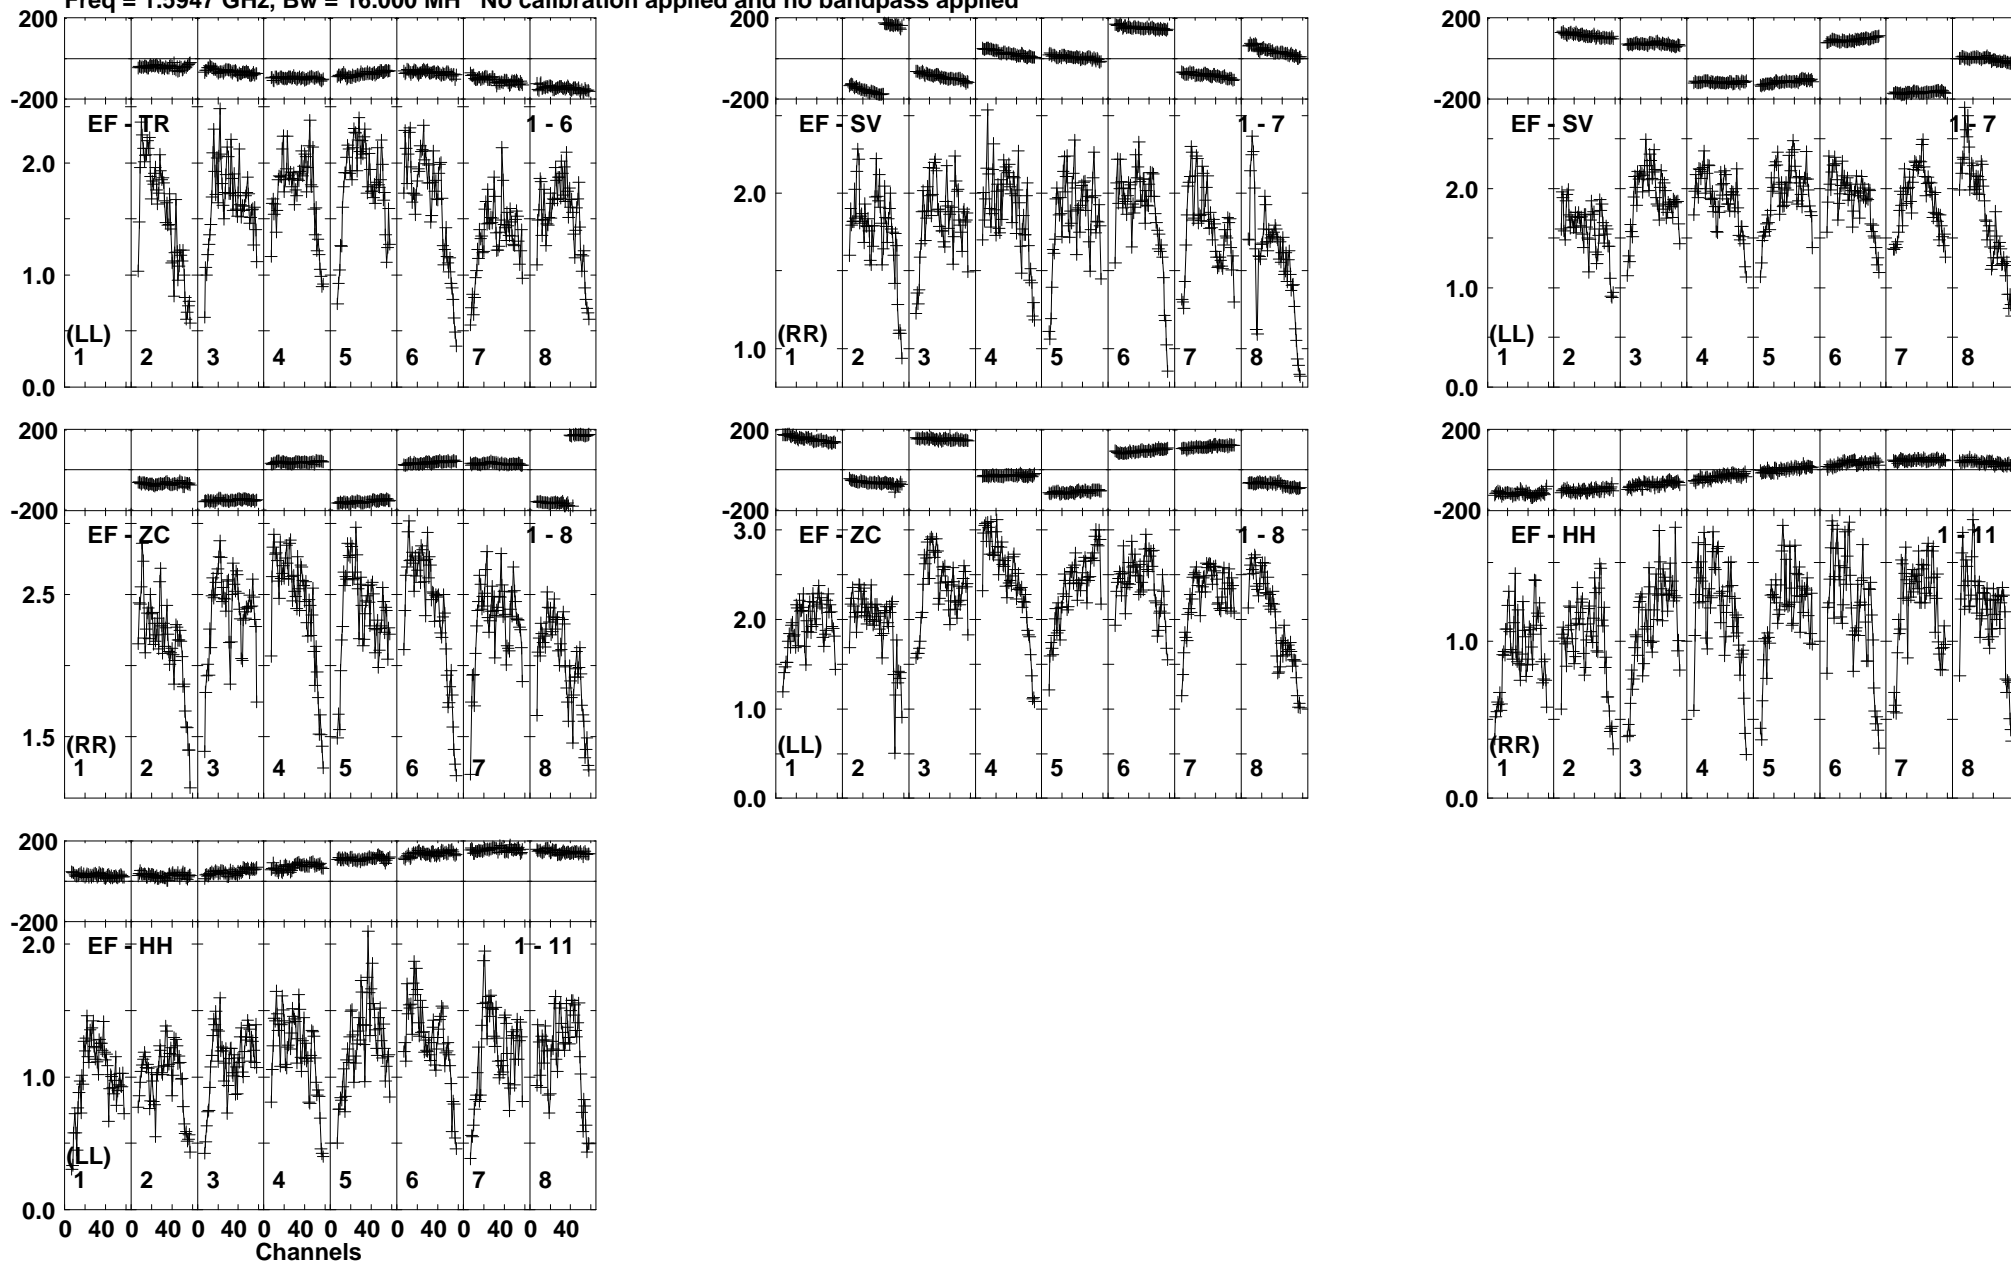 Freq = 1.5947 GHz, Bw = 16.000 MH No calibration applied and no bandpass applied
200
-200
EF - TR 1 - 6
2.0
1.0
0.0
(LL)
1 2 3 4 5 6 7 8
200
-200
EF - SV 1 - 7
2.0
1.0
(RR)
1 2 3 4 5 6 7 8
200
-200
EF - SV 1 - 7
2.0
1.0
0.0
(LL)
1 2 3 4 5 6 7 8
200
-200
EF - ZC 1 - 8
2.5
1.5
(RR)
1 2 3 4 5 6 7 8
200
-200
EF - ZC 1 - 8
3.0
2.0
1.0
0.0
(LL)
1 2 3 4 5 6 7 8
200
-200
EF - HH 1 - 11
1.0
0.0
(RR)
1 2 3 4 5 6 7 8
200
-200
EF - HH 1 - 11
2.0
1.0
0.0
(LL)
1 2 3 4 5 6 7 8
0 40 0 40 0 40 0 40 0 40 0 40 0 40 0 40
Channels